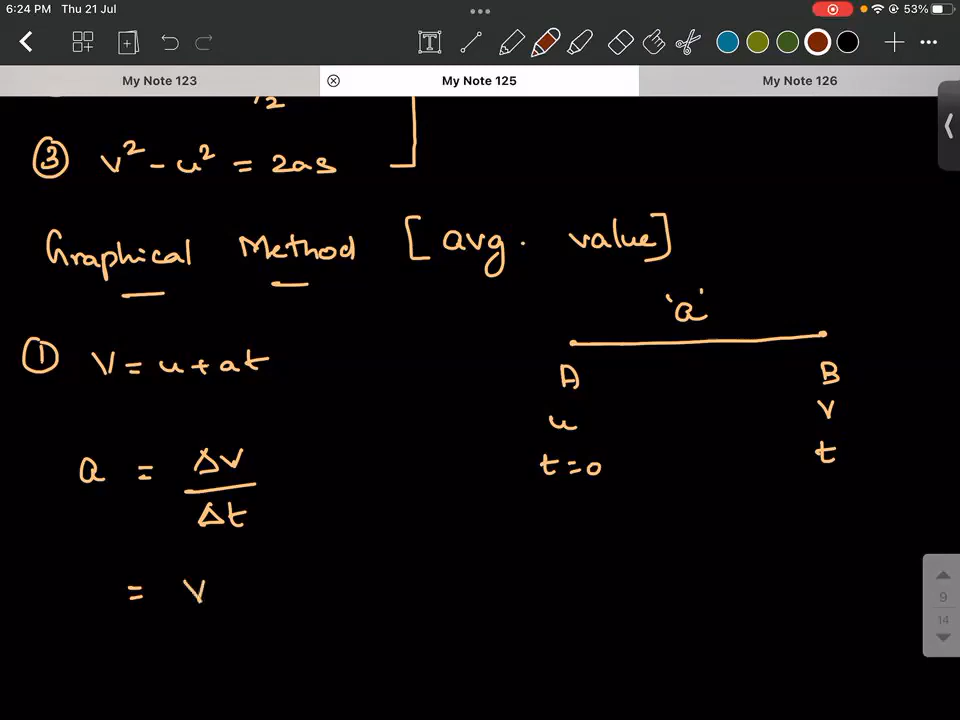 6:24 PM Thu 21 Jul
53%
My Note 123
My Note 125
My Note 126
③ v² - u² = 2as
Graphical Method [avg. value]
'a'
① v = u + at
A B
u v
t=0 t
a = Δv
Δt
= v
9
14